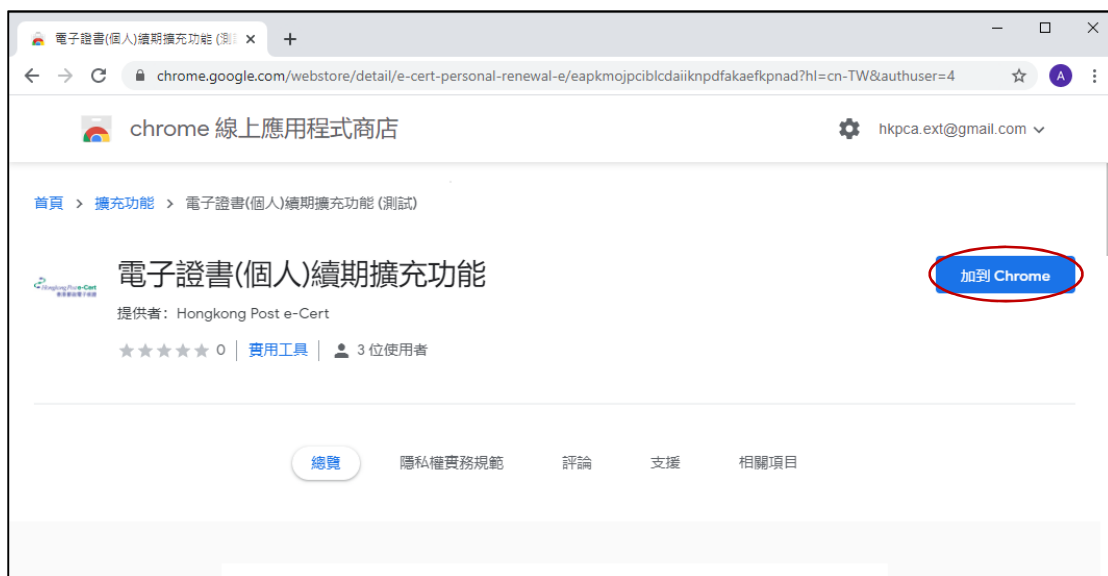 電子證書(個人)續期擴充功能 (測
chrome.google.com/webstore/detail/e-cert-personal-renewal-e/eapkmojpciblcdaiiknpdfakaefkpnad?hl=cn-TW&authuser=4
A
chrome 線上應用程式商店
hkpca.ext@gmail.com
首頁 > 擴充功能 > 電子證書(個人)續期擴充功能 (測試)
Hongkong Post e-Cert
電子證書(個人)續期擴充功能
加到 Chrome
提供者: Hongkong Post e-Cert
0 實用工具 3 位使用者
總覽 隱私權實務規範 評論 支援 相關項目